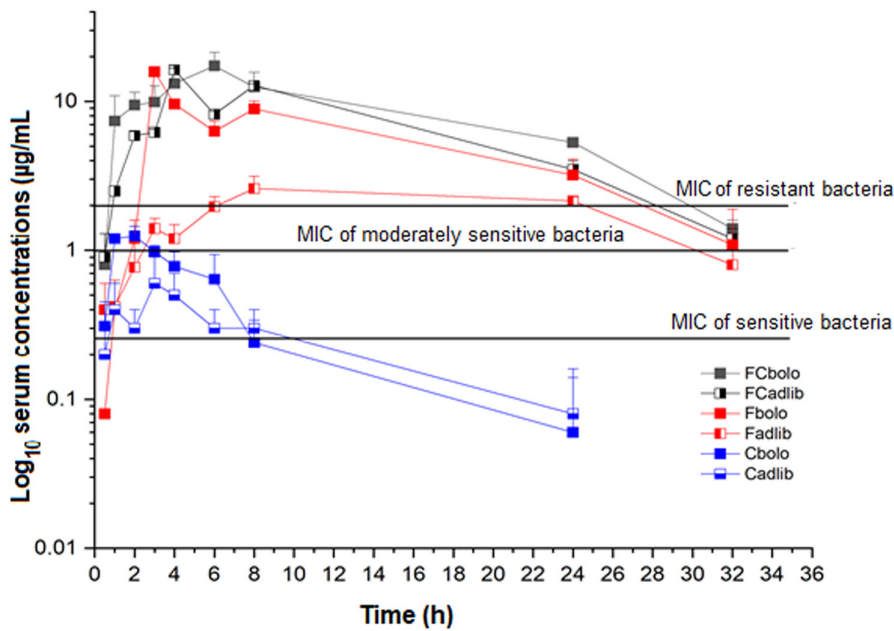 10
1
0.1
0.01
Log10 serum concentrations (µg/mL)
MIC of resistant bacteria
MIC of moderately sensitive bacteria
MIC of sensitive bacteria
FCbolo
FCadlib
Fbolo
Fadlib
Cbolo
Cadlib
0 2 4 6 8 10 12 14 16 18 20 22 24 26 28 30 32 34 36
Time (h)